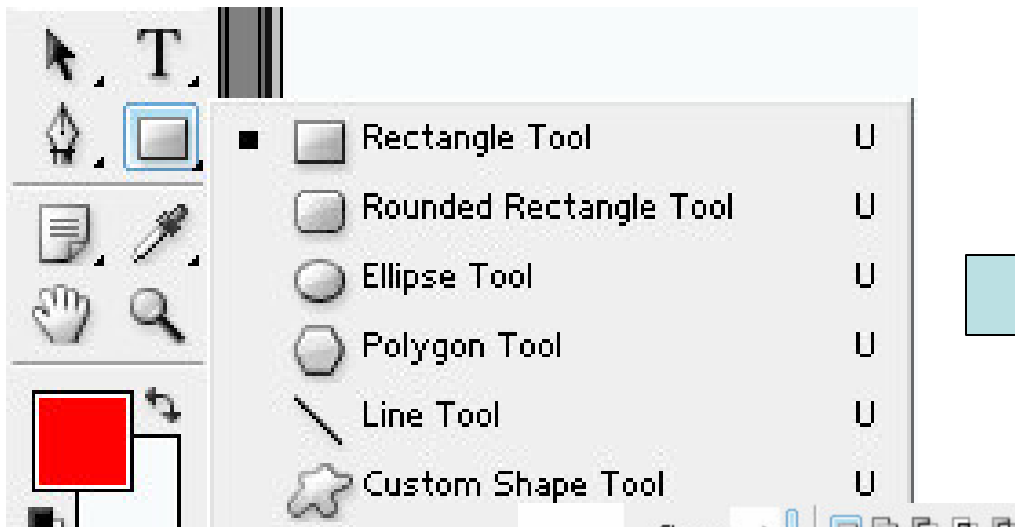 T
Rectangle Tool U
Rounded Rectangle Tool U
Ellipse Tool U
Polygon Tool U
Line Tool U
Custom Shape Tool U